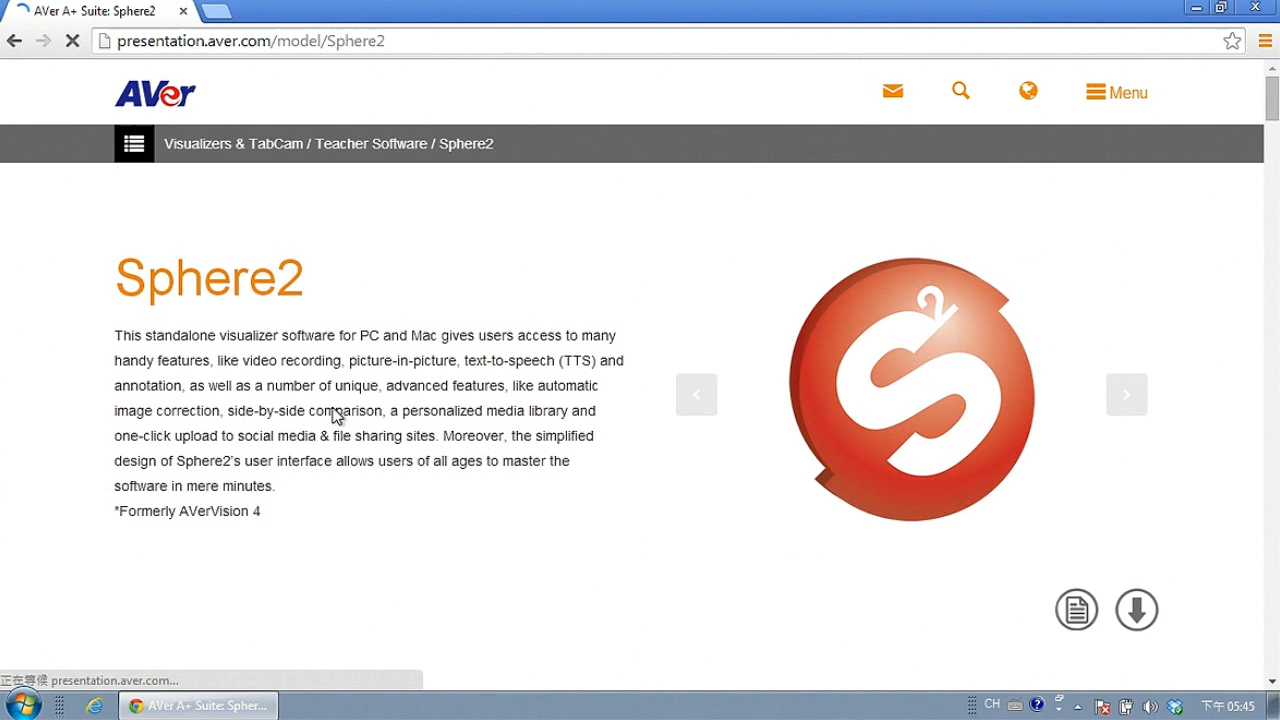 AVer A+ Suite: Sphere2
presentation.aver.com/model/Sphere2
AVer
Menu
Visualizers & TabCam / Teacher Software / Sphere2
Sphere2
This standalone visualizer software for PC and Mac gives users access to many
handy features, like video recording, picture-in-picture, text-to-speech (TTS) and
annotation, as well as a number of unique, advanced features, like automatic
image correction, side-by-side comparison, a personalized media library and
one-click upload to social media & file sharing sites. Moreover, the simplified
design of Sphere2's user interface allows users of all ages to master the
software in mere minutes.
*Formerly AVerVision 4
S2
正在等候 presentation.aver.com...
AVer A+ Suite: Spher...
CH
下午 05:45